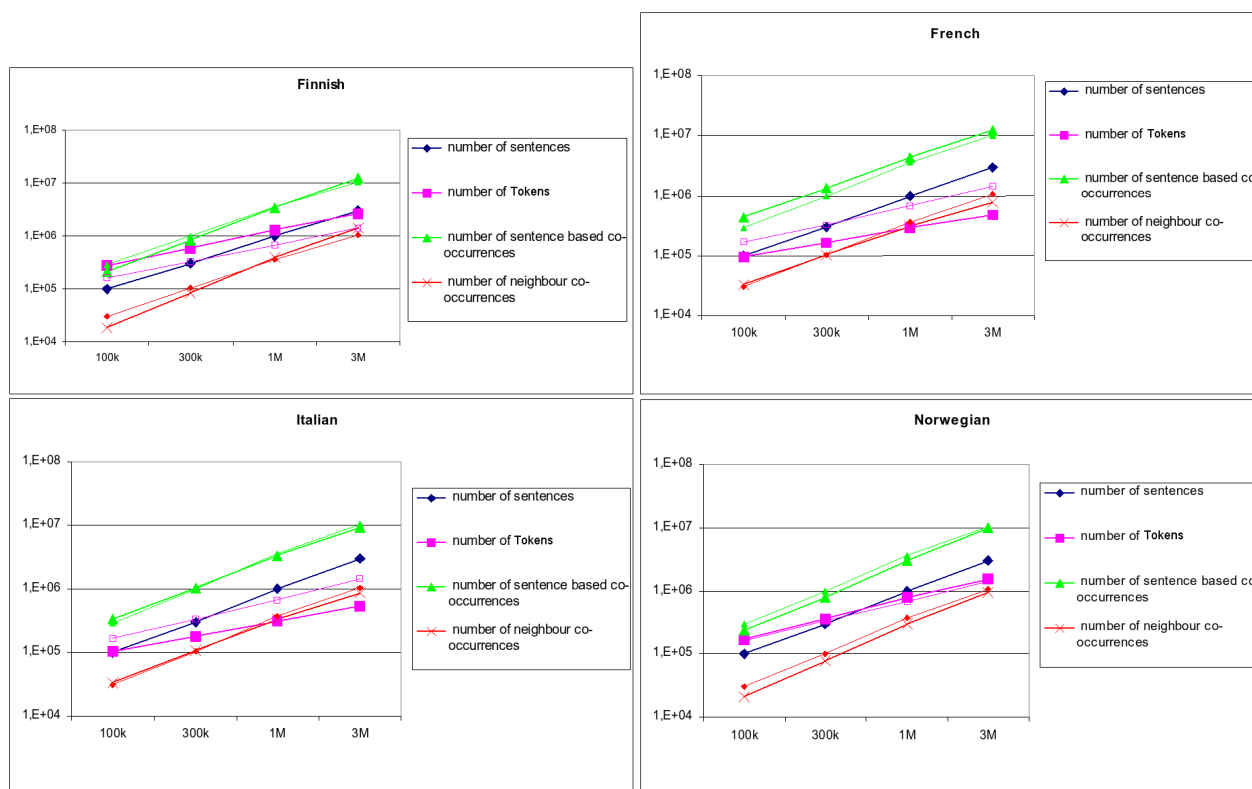 Finnish
1,E+08
1,E+07
1,E+06
1,E+05
1,E+04
100k 300k 1M 3M
number of sentences
number of Tokens
number of sentence based co-
occurrences
number of neighbour co-
occurrences
French
1,E+08
1,E+07
1,E+06
1,E+05
1,E+04
100k 300k 1M 3M
number of sentences
number of Tokens
number of sentence based co
occurrences
number of neighbour co-
occurrences
Italian
1,E+08
1,E+07
1,E+06
1,E+05
1,E+04
100k 300k 1M 3M
number of sentences
number of Tokens
number of sentence based co-
occurrences
number of neighbour co-
occurrences
Norwegian
1,E+08
1,E+07
1,E+06
1,E+05
1,E+04
100k 300k 1M 3M
number of sentences
number of Tokens
number of sentence based co-
occurrences
number of neighbour co-
occurrences